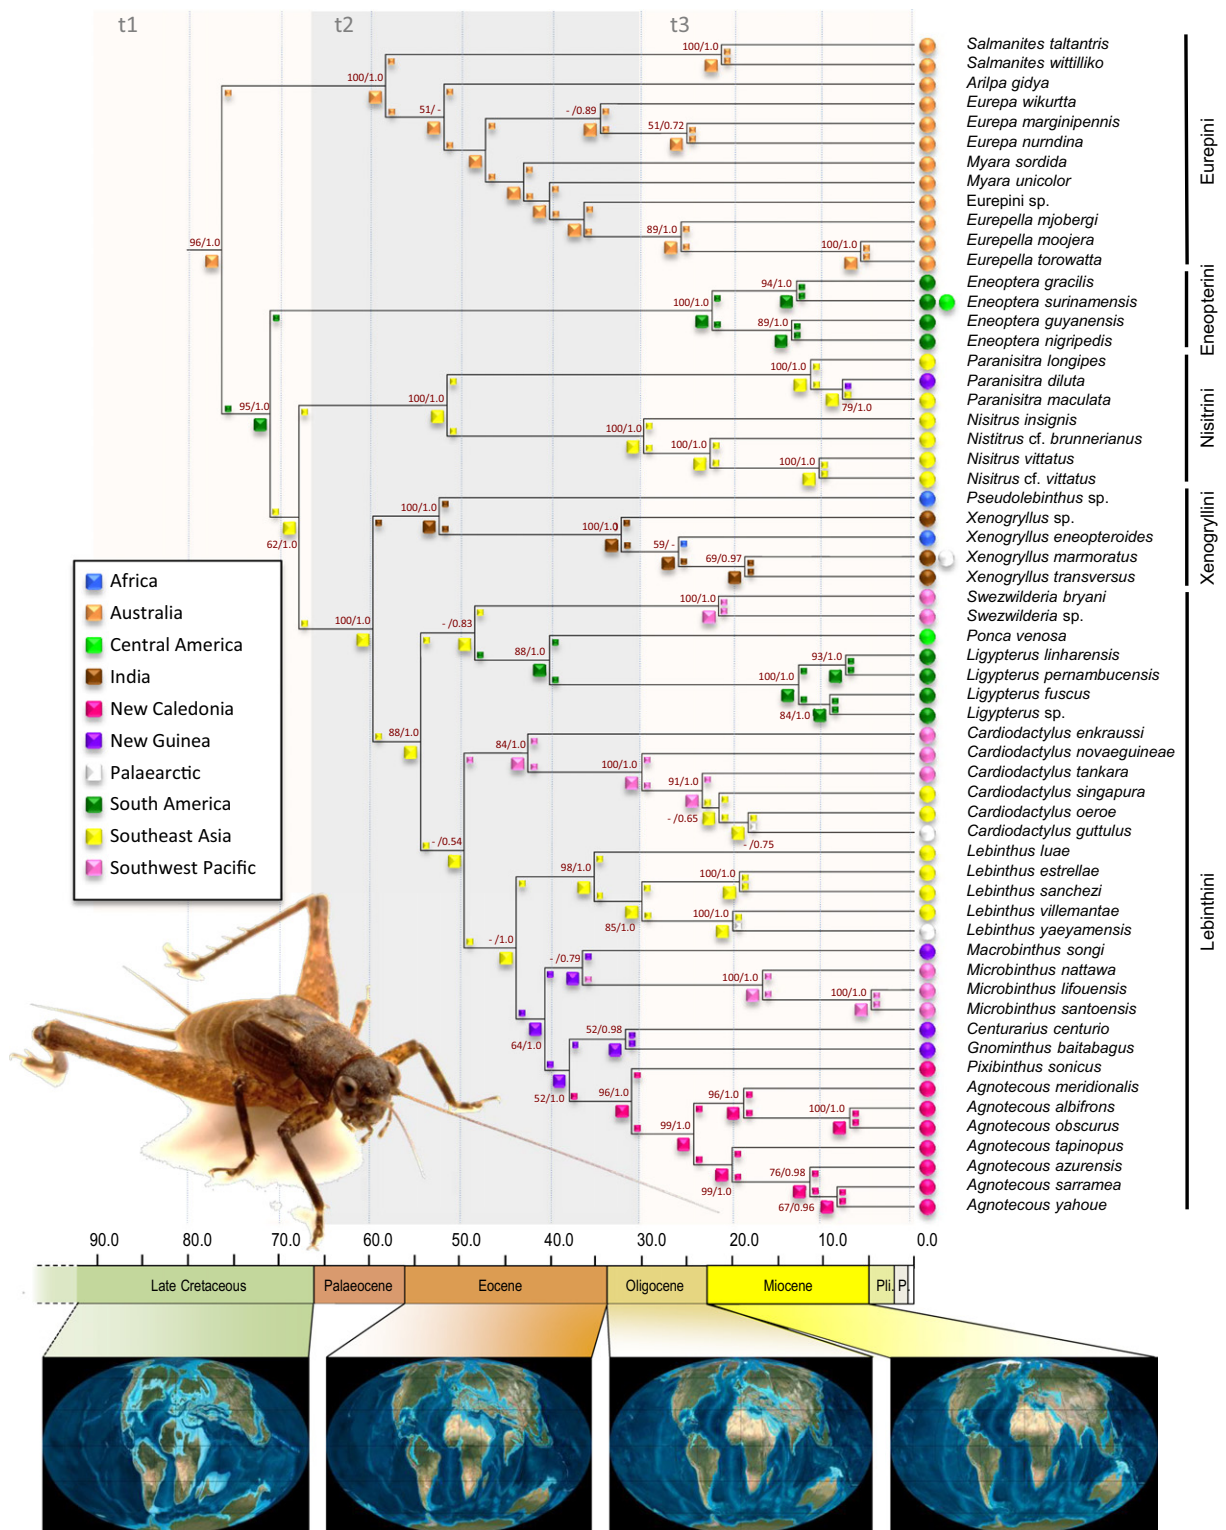 t1
t2
t3
Salmanites taltantris
Salmanites wittilliko
Arilpa gidya
Eurepa wikurtta
Eurepa marginipennis
Eurepa nurndina
Myara sordida
Myara unicolor
Eurepini sp.
Eurepella mjobergi
Eurepella moojera
Eurepella torowatta
Eneoptera gracilis
Eneoptera surinamensis
Eneoptera guyanensis
Eneoptera nigripedis
Paranisitra longipes
Paranisitra diluta
Paranisitra maculata
Nisitrus insignis
Nistitrus cf. brunnerianus
Nisitrus vittatus
Nisitrus cf. vittatus
Pseudolebinthus sp.
Xenogryllus sp.
Xenogryllus eneopteroides
Xenogryllus marmoratus
Xenogryllus transversus
Swezwilderia bryani
Swezwilderia sp.
Ponca venosa
Ligypterus linharensis
Ligypterus pernambucensis
Ligypterus fuscus
Ligypterus sp.
Cardiodactylus enkraussi
Cardiodactylus novaeguineae
Cardiodactylus tankara
Cardiodactylus singapura
Cardiodactylus oeroe
Cardiodactylus guttulus
Lebinthus luae
Lebinthus estrellae
Lebinthus sanchezi
Lebinthus villemantae
Lebinthus yaeyamensis
Macrobinthus songi
Microbinthus nattawa
Microbinthus lifouensis
Microbinthus santoensis
Centurarius centurio
Gnominthus baitabagus
Pixibinthus sonicus
Agnotecous meridionalis
Agnotecous albifrons
Agnotecous obscurus
Agnotecous tapinopus
Agnotecous azurensis
Agnotecous sarramea
Agnotecous yahoue
Eurepini
Eneopterini
Nisitrini
Xenogryllini
Lebinthini
100/1.0
100/1.0
51/ -
- /0.89
51/0.72
89/1.0
100/1.0
96/1.0
94/1.0
100/1.0
89/1.0
95/1.0
100/1.0
79/1.0
100/1.0
100/1.0
100/1.0
100/1.0
62/1.0
100/1.0
100/1.0
59/ -
69/0.97
100/1.0
100/1.0
- /0.83
88/1.0
93/1.0
100/1.0
84/1.0
88/1.0
84/1.0
100/1.0
91/1.0
- /0.65
- /0.75
- /0.54
98/1.0
100/1.0
100/1.0
85/1.0
- /1.0
- /0.79
100/1.0
100/1.0
64/1.0
52/0.98
52/1.0
96/1.0
96/1.0
100/1.0
99/1.0
76/0.98
99/1.0
67/0.96
Africa
Australia
Central America
India
New Caledonia
New Guinea
Palaearctic
South America
Southeast Asia
Southwest Pacific
90.0 80.0 70.0 60.0 50.0 40.0 30.0 20.0 10.0 0.0
Late Cretaceous Palaeocene Eocene Oligocene Miocene Pli. P.